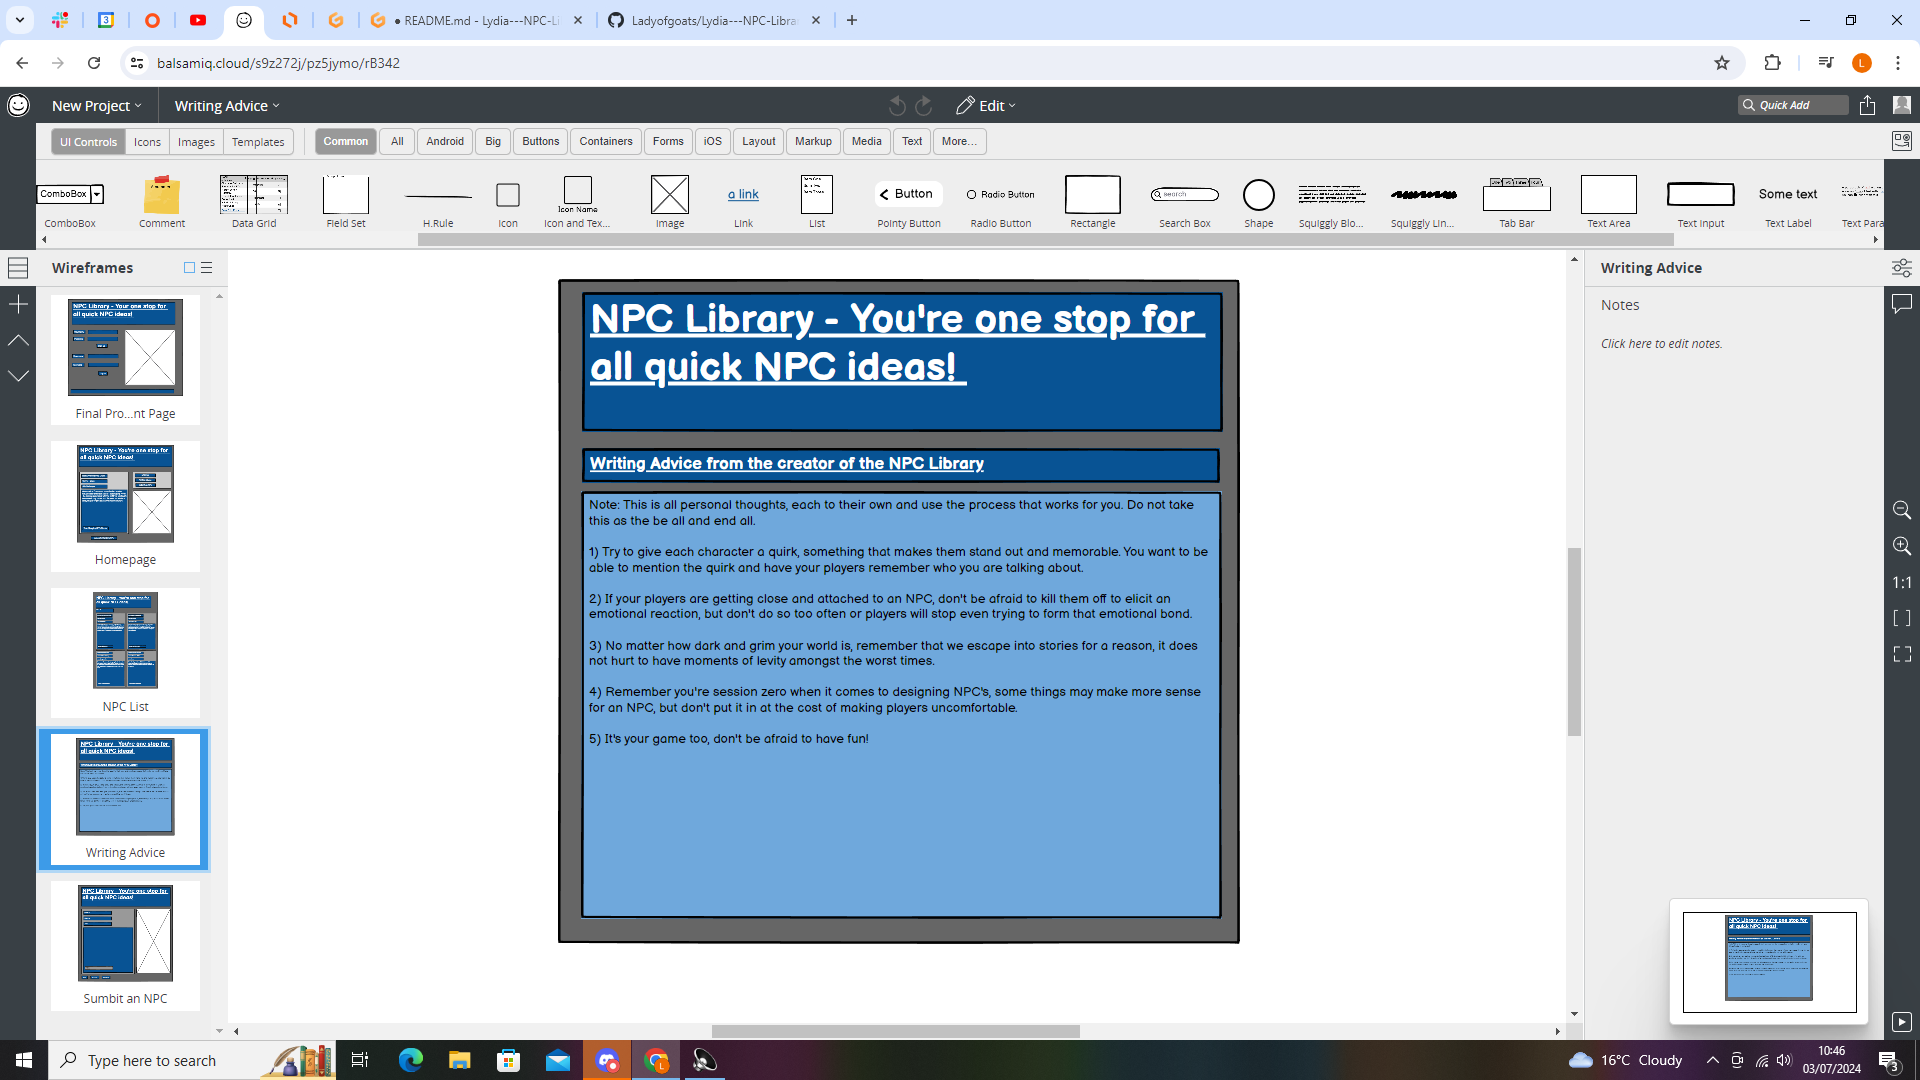 README.md - Lydia---NPC-Li
Ladyofgoats/Lydia---NPC-Libra
balsamiq.cloud/s9z272j/pz5jymo/rB342
L
New Project
Writing Advice
Edit
Quick Add
UI Controls
Icons
Images
Templates
Common
All
Android
Big
Buttons
Containers
Forms
iOS
Layout
Markup
Media
Text
More...
ComboBox
a link
Button
Radio Button
search
Some text
Icon Name
ComboBox
Comment
Data Grid
Field Set
H.Rule
Icon
Icon and Tex...
Image
Link
List
Pointy Button
Radio Button
Rectangle
Search Box
Shape
Squiggly Blo...
Squiggly Lin...
Tab Bar
Text Area
Text Input
Text Label
Text Para
Wireframes
NPC Library - Your one stop for
all quick NPC ideas!
Final Pro...nt Page
NPC Library - You're one stop for
all quick NPC ideas!
Homepage
NPC List
NPC Library - You're one stop for
all quick NPC ideas!
Writing Advice
NPC Library - You're one stop for
all quick NPC ideas!
Sumbit an NPC
NPC Library - You're one stop for
all quick NPC ideas!
Writing Advice from the creator of the NPC Library
Note: This is all personal thoughts, each to their own and use the process that works for you. Do not take
this as the be all and end all.
1) Try to give each character a quirk, something that makes them stand out and memorable. You want to be
able to mention the quirk and have your players remember who you are talking about.
2) If your players are getting close and attached to an NPC, don't be afraid to kill them off to elicit an
emotional reaction, but don't do so too often or players will stop even trying to form that emotional bond.
3) No matter how dark and grim your world is, remember that we escape into stories for a reason, it does
not hurt to have moments of levity amongst the worst times.
4) Remember you're session zero when it comes to designing NPC's, some things may make more sense
for an NPC, but don't put it in at the cost of making players uncomfortable.
5) It's your game too, don't be afraid to have fun!
Writing Advice
Notes
Click here to edit notes.
1:1
NPC Library - You're one stop for
all quick NPC ideas!
Type here to search
16°C Cloudy
10:46
03/07/2024
3